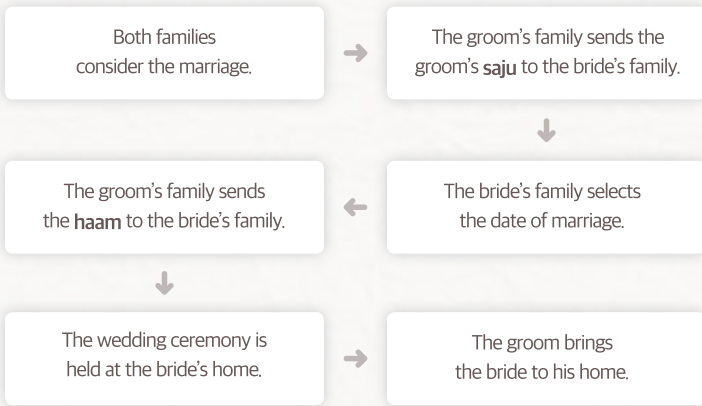 Both families
consider the marriage.
The groom's family sends the
groom's saju to the bride's family.
The bride's family selects
the date of marriage.
The groom's family sends
the haam to the bride's family.
The wedding ceremony is
held at the bride's home.
The groom brings
the bride to his home.